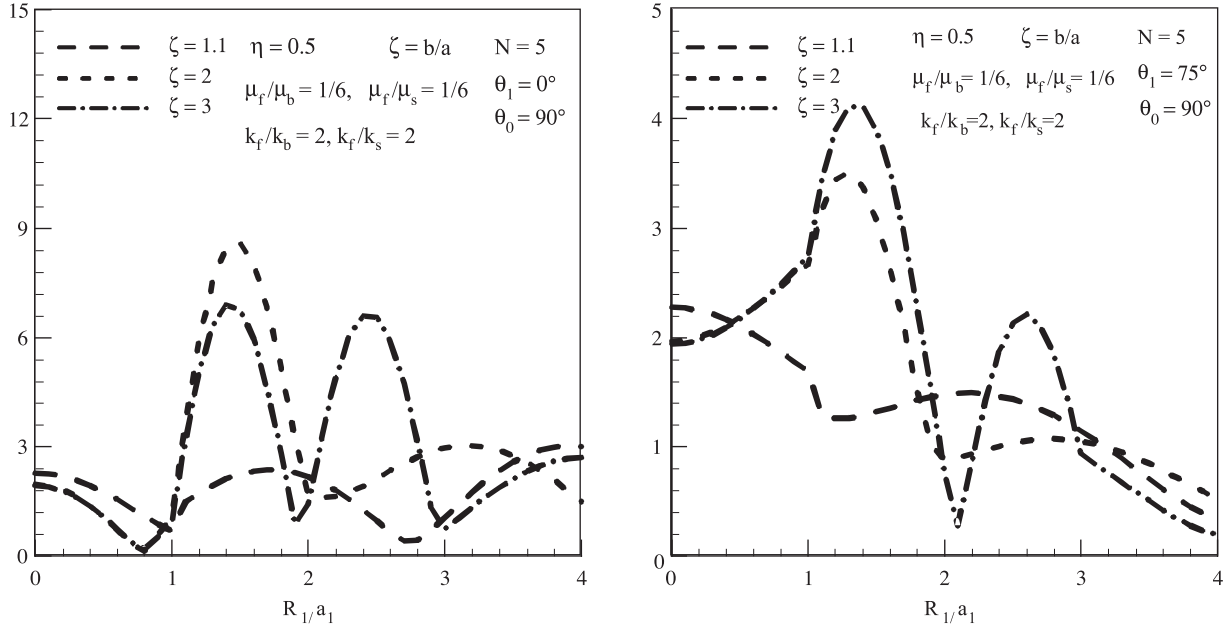 15
12
9
6
3
0
ζ = 1.1
ζ = 2
ζ = 3
η = 0.5 ζ = b/a N = 5
μf/μb = 1/6, μf/μs = 1/6 θ1 = 0°
kf/kb = 2, kf/ks = 2 θ0 = 90°
0 1 2 3 4
R1/a1
5
4
3
2
1
0
ζ = 1.1
ζ = 2
ζ = 3
η = 0.5 ζ = b/a N = 5
μf/μb = 1/6, μf/μs = 1/6 θ1 = 75°
kf/kb=2, kf/ks=2 θ0 = 90°
0 1 2 3 4
R1/a1